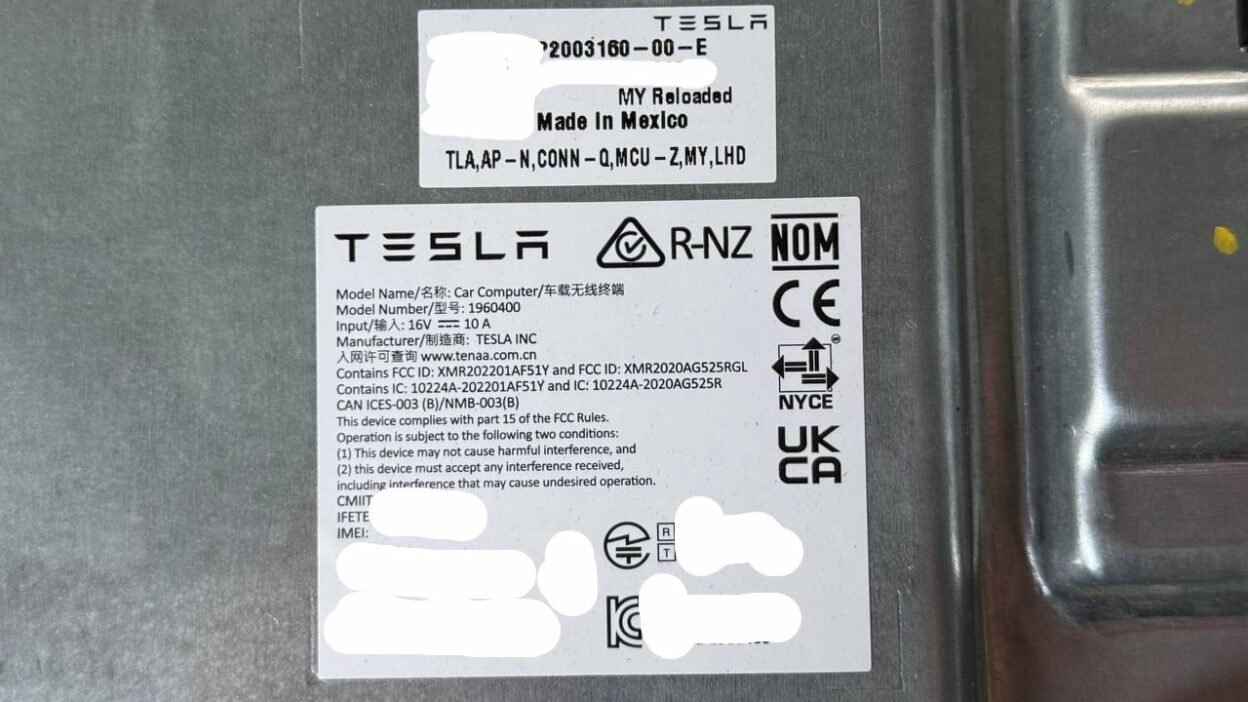 TESLA
P2003160-00-E
MY Reloaded
Made In Mexico
TLA,AP-N,CONN-Q,MCU-Z,MY,LHD
TESLA
R-NZ
NOM
Model Name/名称: Car Computer/车载无线终端
Model Number/型号: 1960400
Input/输入: 16V ⎓ 10 A
Manufacturer/制造商: TESLA INC
入网许可查询 www.tenaa.com.cn
Contains FCC ID: XMR202201AF51Y and FCC ID: XMR2020AG525RGL
Contains IC: 10224A-202201AF51Y and IC: 10224A-2020AG525R
CAN ICES-003 (B)/NMB-003(B)
This device complies with part 15 of the FCC Rules.
Operation is subject to the following two conditions:
(1) This device may not cause harmful interference, and
(2) this device must accept any interference received,
including interference that may cause undesired operation.
CMIIT
IFETE
IMEI:
CE
NYCE
UK
CA
R
T